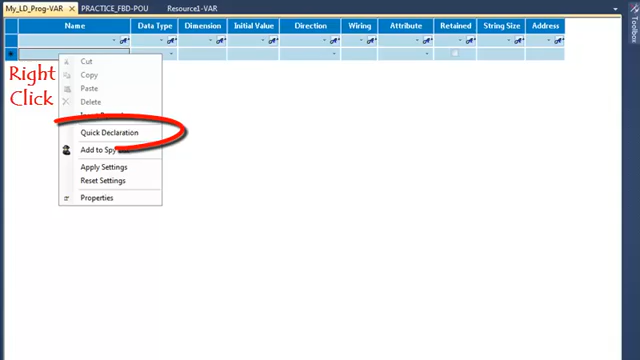 My_LD_Prog-VAR PRACTICE_FBD-POU Resource1-VAR
Toolbox
Name Data Type Dimension Initial Value Direction Wiring Attribute Retained String Size Address
Right
Click
Cut
Copy
Paste
Delete
Quick Declaration
Add to Spy
Apply Settings
Reset Settings
Properties